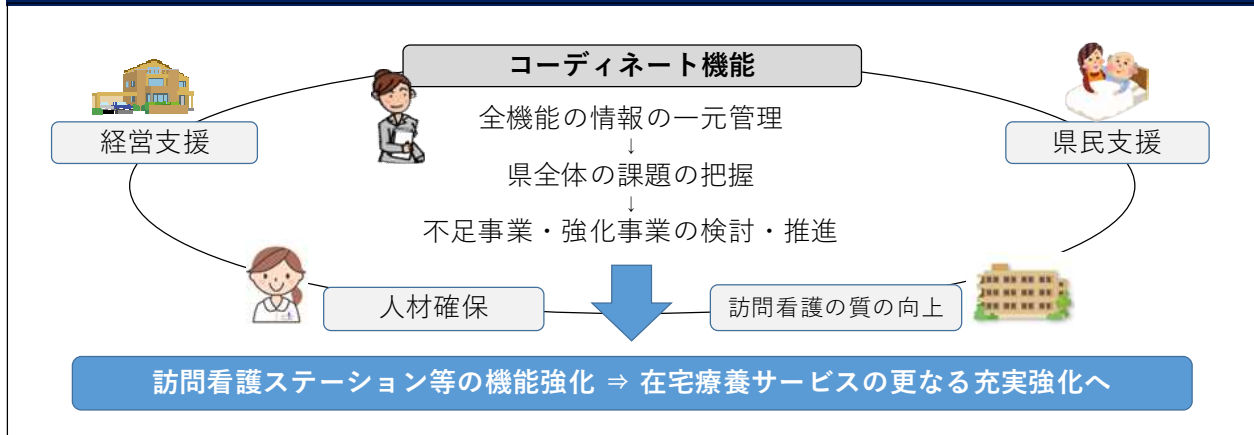 コーディネート機能
全機能の情報の一元管理
↓
県全体の課題の把握
↓
不足事業・強化事業の検討・推進
経営支援
県民支援
人材確保
訪問看護の質の向上
訪問看護ステーション等の機能強化 ⇒ 在宅療養サービスの更なる充実強化へ